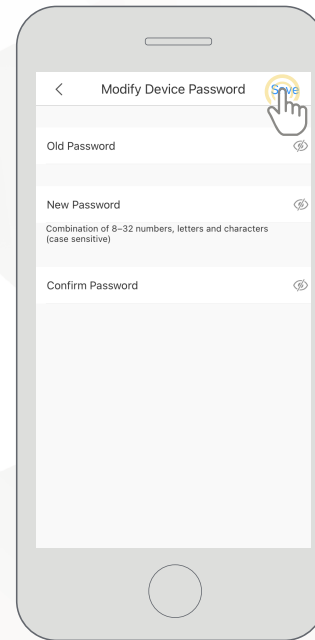 Modify Device Password Save
Old Password
New Password
Combination of 8–32 numbers, letters and characters
(case sensitive)
Confirm Password